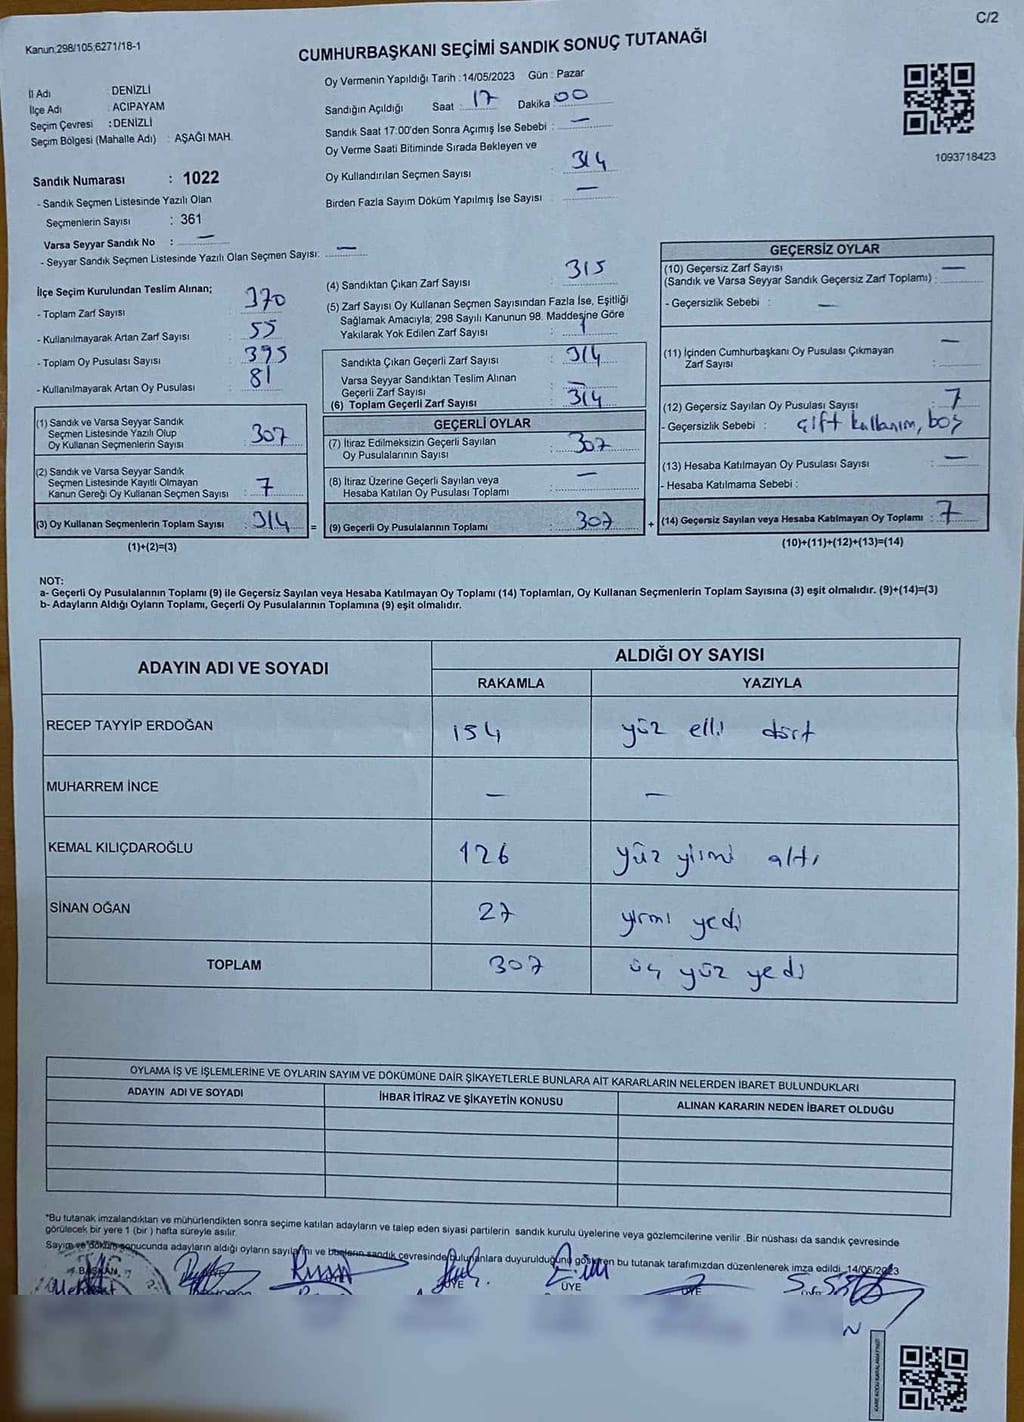 C/2
Kanun;298/105;6271/18-1
CUMHURBAŞKANI SEÇİMİ SANDIK SONUÇ TUTANAĞI
İl Adı : DENİZLİ
İlçe Adı : ACIPAYAM
Seçim Çevresi : DENİZLİ
Seçim Bölgesi (Mahalle Adı) : AŞAĞI MAH.
Oy Vermenin Yapıldığı Tarih : 14/05/2023 Gün : Pazar
Sandığın Açıldığı Saat : 17 Dakika : 00
Sandık Saat 17:00'den Sonra Açımış İse Sebebi : —
Oy Verme Saati Bitiminde Sırada Bekleyen ve
Oy Kullandırılan Seçmen Sayısı : 314
Birden Fazla Sayım Döküm Yapılmış İse Sayısı : —
1093718423
Sandık Numarası : 1022
- Sandık Seçmen Listesinde Yazılı Olan
Seçmenlerin Sayısı : 361
Varsa Seyyar Sandık No : —
- Seyyar Sandık Seçmen Listesinde Yazılı Olan Seçmen Sayısı: —
İlçe Seçim Kurulundan Teslim Alınan;
- Toplam Zarf Sayısı : 370
- Kullanılmayarak Artan Zarf Sayısı : 55
- Toplam Oy Pusulası Sayısı : 395
- Kullanılmayarak Artan Oy Pusulası : 81
(1) Sandık ve Varsa Seyyar Sandık
Seçmen Listesinde Yazılı Olup
Oy Kullanan Seçmenlerin Sayısı : 307
(2) Sandık ve Varsa Seyyar Sandık
Seçmen Listesinde Kayıtlı Olmayan
Kanun Gereği Oy Kullanan Seçmen Sayısı : 7
(3) Oy Kullanan Seçmenlerin Toplam Sayısı : 314 =
(1)+(2)=(3)
(4) Sandıktan Çıkan Zarf Sayısı : 315
(5) Zarf Sayısı Oy Kullanan Seçmen Sayısından Fazla İse, Eşitliği
Sağlamak Amacıyla; 298 Sayılı Kanunun 98. Maddesine Göre
Yakılarak Yok Edilen Zarf Sayısı : 1
Sandıkta Çıkan Geçerli Zarf Sayısı : 314
Varsa Seyyar Sandıktan Teslim Alınan
Geçerli Zarf Sayısı : —
(6) Toplam Geçerli Zarf Sayısı : 314
GEÇERLİ OYLAR
(7) İtiraz Edilmeksizin Geçerli Sayılan
Oy Pusulalarının Sayısı : 307
(8) İtiraz Üzerine Geçerli Sayılan veya
Hesaba Katılan Oy Pusulası Toplamı : —
(9) Geçerli Oy Pusulalarının Toplamı : 307 +
GEÇERSİZ OYLAR
(10) Geçersiz Zarf Sayısı
(Sandık ve Varsa Seyyar Sandık Geçersiz Zarf Toplamı) : —
- Geçersizlik Sebebi : —
(11) İçinden Cumhurbaşkanı Oy Pusulası Çıkmayan
Zarf Sayısı : —
(12) Geçersiz Sayılan Oy Pusulası Sayısı : 7
- Geçersizlik Sebebi : çift kullanım, boş
(13) Hesaba Katılmayan Oy Pusulası Sayısı : —
- Hesaba Katılmama Sebebi :
(14) Geçersiz Sayılan veya Hesaba Katılmayan Oy Toplamı : 7
(10)+(11)+(12)+(13)=(14)
NOT:
a- Geçerli Oy Pusulalarının Toplamı (9) ile Geçersiz Sayılan veya Hesaba Katılmayan Oy Toplamı (14) Toplamları, Oy Kullanan Seçmenlerin Toplam Sayısına (3) eşit olmalıdır. (9)+(14)=(3)
b- Adayların Aldığı Oyların Toplamı, Geçerli Oy Pusulalarının Toplamına (9) eşit olmalıdır.
ADAYIN ADI VE SOYADI
ALDIĞI OY SAYISI
RAKAMLA YAZIYLA
RECEP TAYYİP ERDOĞAN 154 yüz elli dört
MUHARREM İNCE — —
KEMAL KILIÇDAROĞLU 126 yüz yirmi altı
SİNAN OĞAN 27 yirmi yedi
TOPLAM 307 üç yüz yedi
OYLAMA İŞ VE İŞLEMLERİNE VE OYLARIN SAYIM VE DÖKÜMÜNE DAİR ŞİKAYETLERLE BUNLARA AİT KARARLARIN NELERDEN İBARET BULUNDUKLARI
ADAYIN ADI VE SOYADI İHBAR İTİRAZ VE ŞİKAYETİN KONUSU ALINAN KARARIN NEDEN İBARET OLDUĞU
*Bu tutanak imzalandıktan ve mühürlendikten sonra seçime katılan adayların ve talep eden siyasi partilerin sandık kurulu üyelerine veya gözlemcilerine verilir .Bir nüshası da sandık çevresinde
görülecek bir yere 1 (bir ) hafta süreyle asılır.
Sayım ve döküm sonucunda adayların aldığı oyların sayılarını ve bunların sandık çevresinde bulunanlara duyurulduğunu gösteren bu tutanak tarafımızdan düzenlenerek imza edildi. 14/05/2023
BAŞKAN ÜYE ÜYE ÜYE